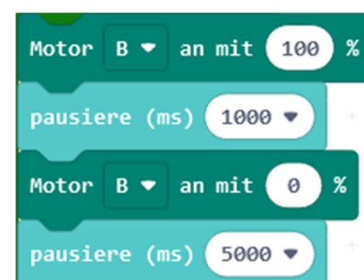 Motor B an mit 100 %
pausiere (ms) 1000
Motor B an mit 0 %
pausiere (ms) 5000